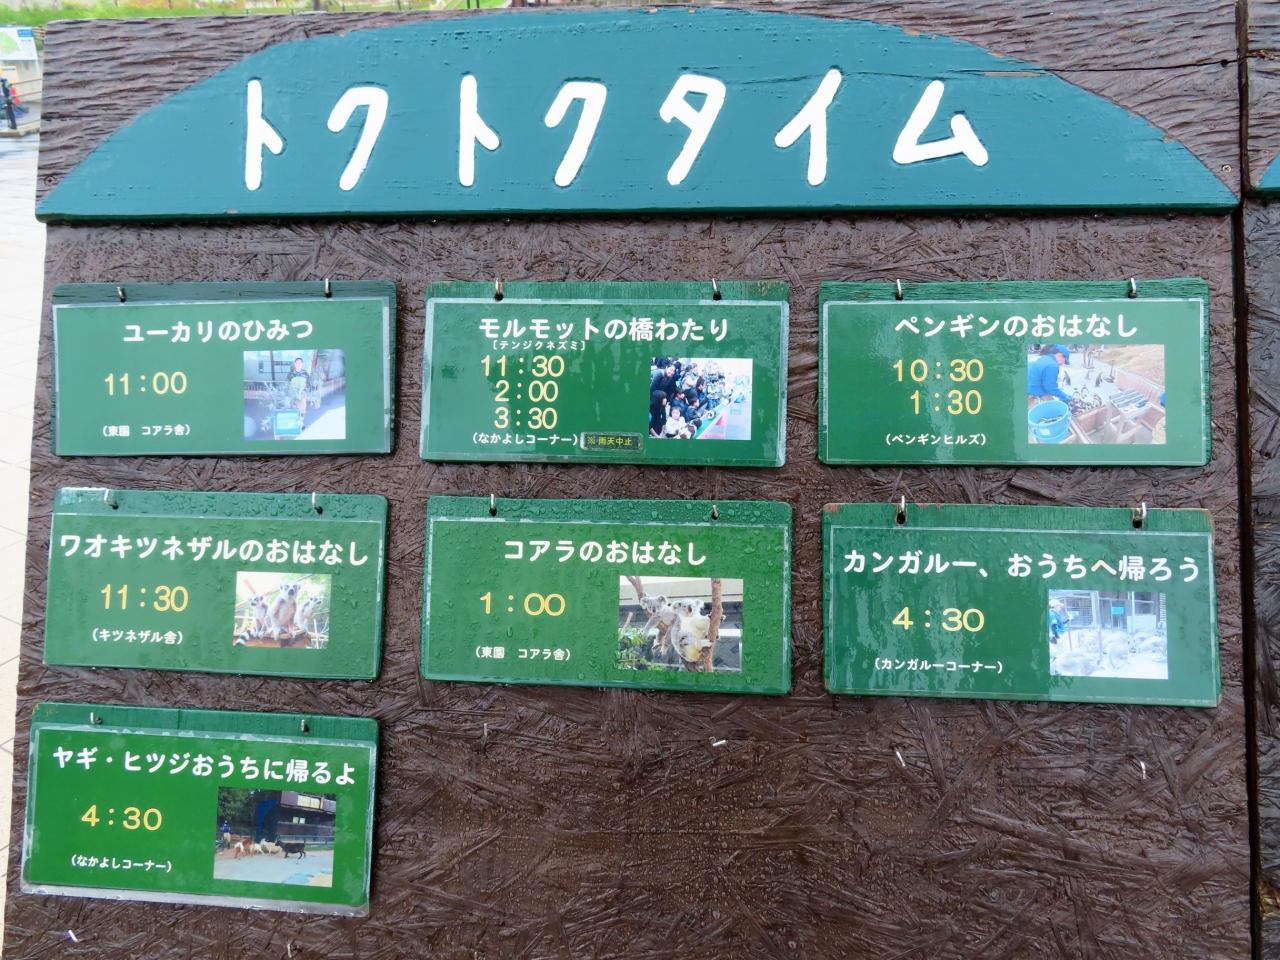 トクトクタイム
ユーカリのひみつ
11：00
（東園　コアラ舎）
モルモットの橋わたり
［テンジクネズミ］
11：30
2：00
3：30
（なかよしコーナー）
※雨天中止
ペンギンのおはなし
10：30
1：30
（ペンギンヒルズ）
ワオキツネザルのおはなし
11：30
（キツネザル舎）
コアラのおはなし
1：00
（東園　コアラ舎）
カンガルー、おうちへ帰ろう
4：30
（カンガルーコーナー）
ヤギ・ヒツジおうちに帰るよ
4：30
（なかよしコーナー）